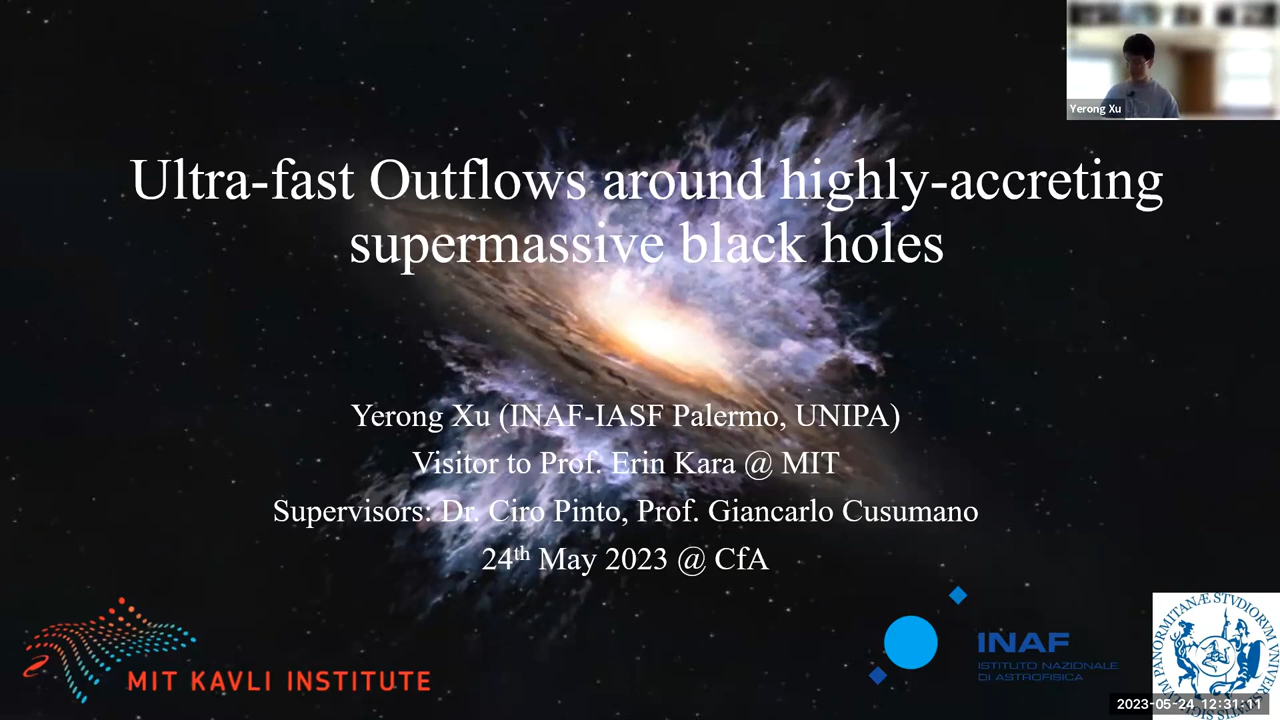 Yerong Xu
Ultra-fast Outflows around highly-accreting
supermassive black holes
Yerong Xu (INAF-IASF Palermo, UNIPA)
Visitor to Prof. Erin Kara @ MIT
Supervisors: Dr. Ciro Pinto, Prof. Giancarlo Cusumano
24th May 2023 @ CfA
MIT KAVLI INSTITUTE
INAF
ISTITUTO NAZIONALE
DI ASTROFISICA
2023-05-24 12:31:11